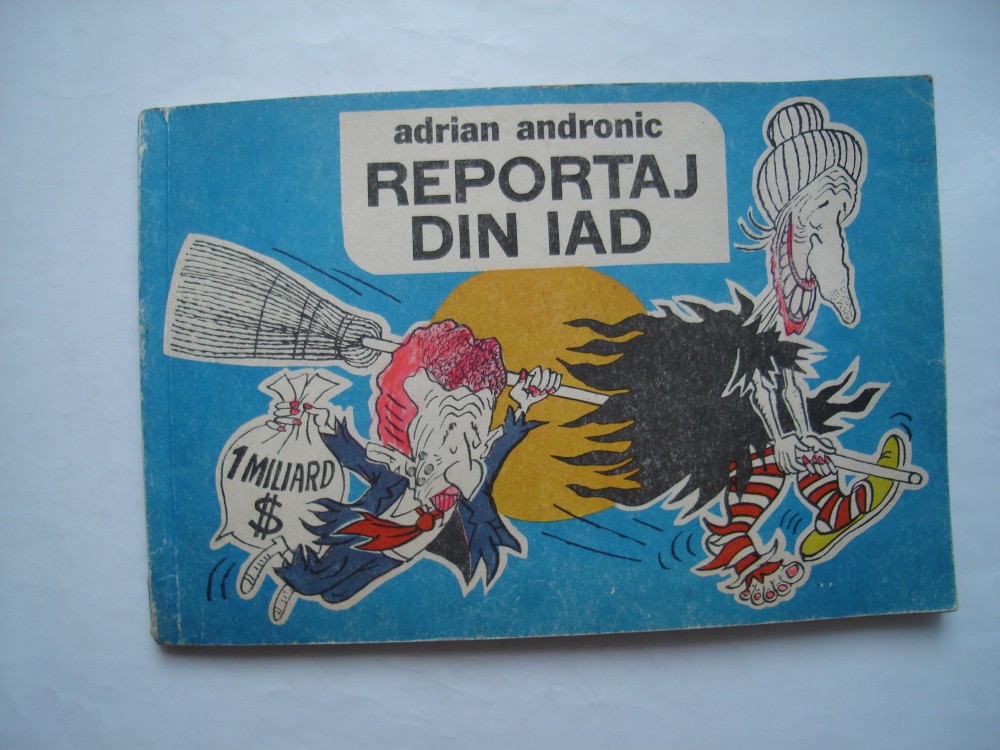 adrian andronic
REPORTAJ
DIN IAD
1 MILIARD
$